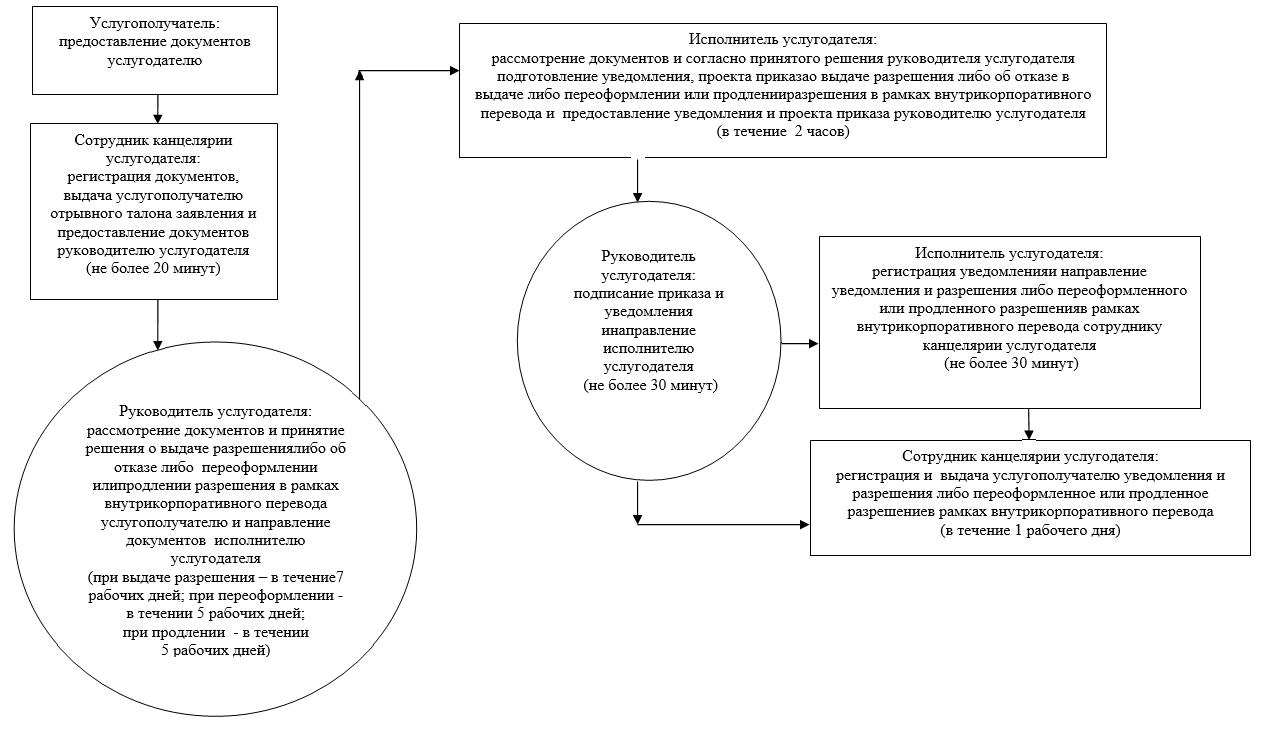 Услугополучатель:
предоставление документов
услугодателю
Сотрудник канцелярии
услугодателя:
регистрация документов,
выдача услугополучателю
отрывного талона заявления и
предоставление документов
руководителю услугодателя
(не более 20 минут)
Руководитель услугодателя:
рассмотрение документов и принятие
решения о выдаче разрешениялибо об
отказе либо  переоформлении
илипродлении разрешения в рамках
внутрикорпоративного перевода
услугополучателю и направление
документов  исполнителю
услугодателя
(при выдаче разрешения – в течение7
рабочих дней; при переоформлении -
в течении 5 рабочих дней;
при продлении  - в течении
5 рабочих дней)
Исполнитель услугодателя:
рассмотрение документов и согласно принятого решения руководителя услугодателя
подготовление уведомления, проекта приказао выдаче разрешения либо об отказе в
выдаче либо переоформлении или продленииразрешения в рамках внутрикорпоративного
перевода и  предоставление уведомления и проекта приказа руководителю услугодателя
(в течение  2 часов)
Руководитель
услугодателя:
подписание приказа и
уведомления
инаправление
исполнителю
услугодателя
(не более 30 минут)
Исполнитель услугодателя:
регистрация уведомленияи направление
уведомления и разрешения либо переоформленного
или продленного разрешенияв рамках
внутрикорпоративного перевода сотруднику
канцелярии услугодателя
(не более 30 минут)
Сотрудник канцелярии услугодателя:
регистрация и  выдача услугополучателю уведомления и
разрешения либо переоформленное или продленное
разрешениев рамках внутрикорпоративного перевода
(в течение 1 рабочего дня)